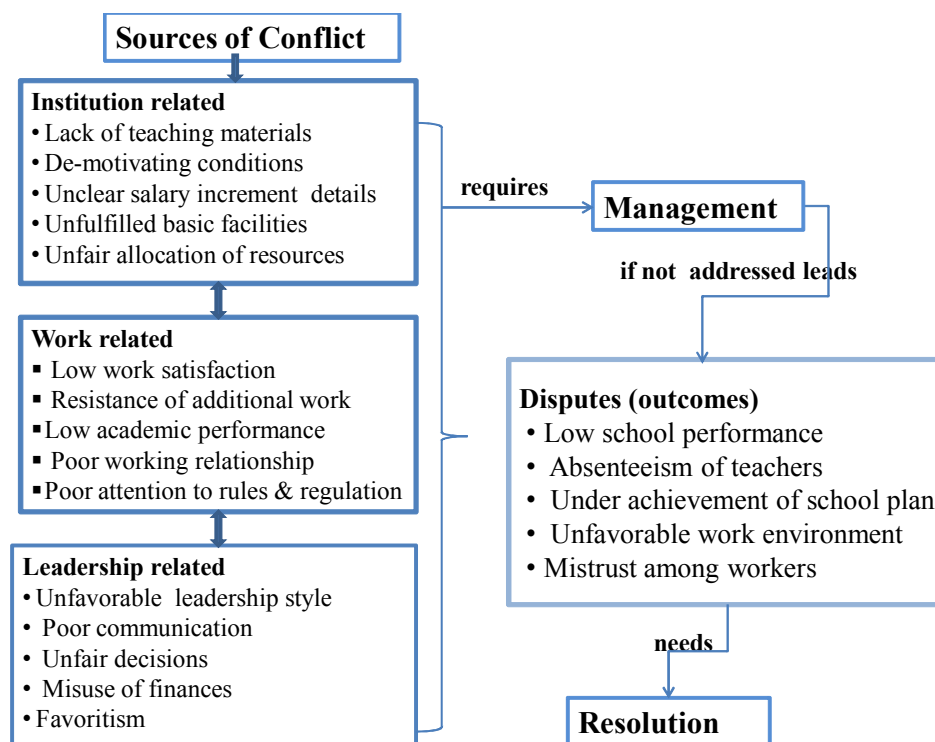 Sources of Conflict
Institution related
• Lack of teaching materials
• De-motivating conditions
• Unclear salary increment details
• Unfulfilled basic facilities
• Unfair allocation of resources
Work related
▪ Low work satisfaction
▪ Resistance of additional work
▪ Low academic performance
▪ Poor working relationship
▪ Poor attention to rules & regulation
Leadership related
• Unfavorable leadership style
• Poor communication
• Unfair decisions
• Misuse of finances
• Favoritism
requires
Management
if not addressed leads
Disputes (outcomes)
• Low school performance
• Absenteeism of teachers
• Under achievement of school plan
• Unfavorable work environment
• Mistrust among workers
needs
Resolution